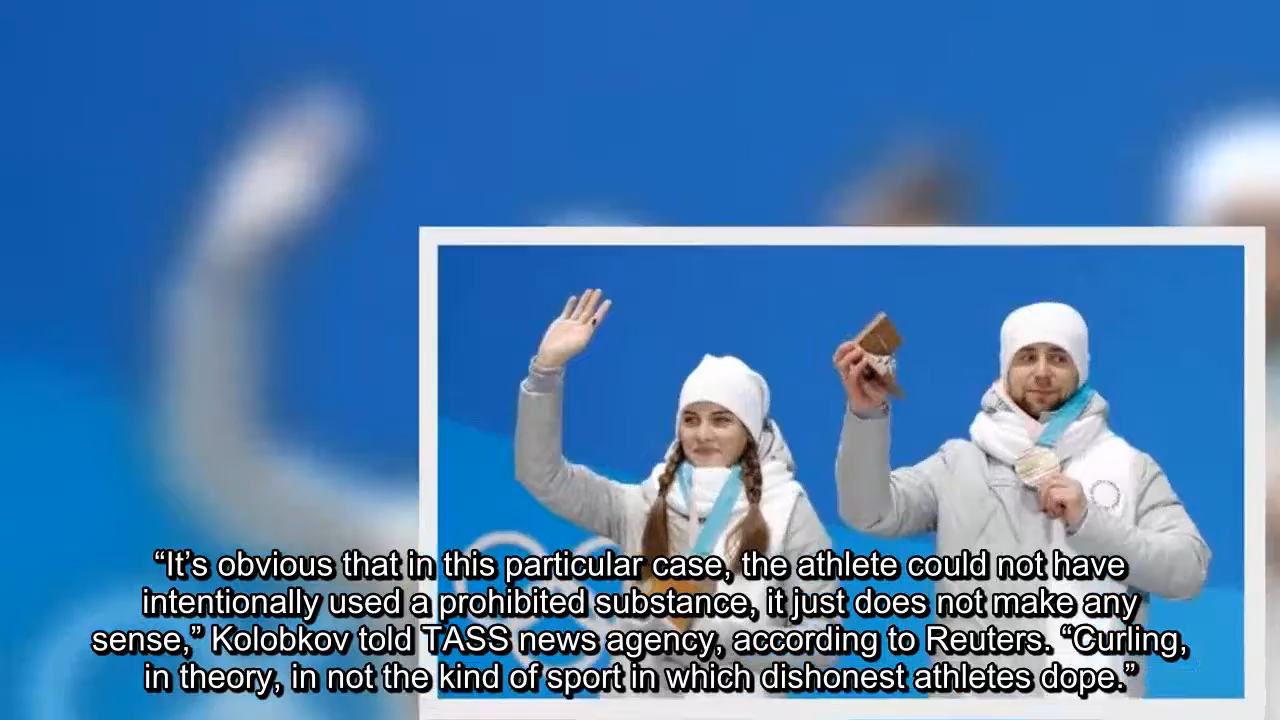 “It’s obvious that in this particular case, the athlete could not have
intentionally used a prohibited substance, it just does not make any
sense,” Kolobkov told TASS news agency, according to Reuters. “Curling,
in theory, in not the kind of sport in which dishonest athletes dope.”